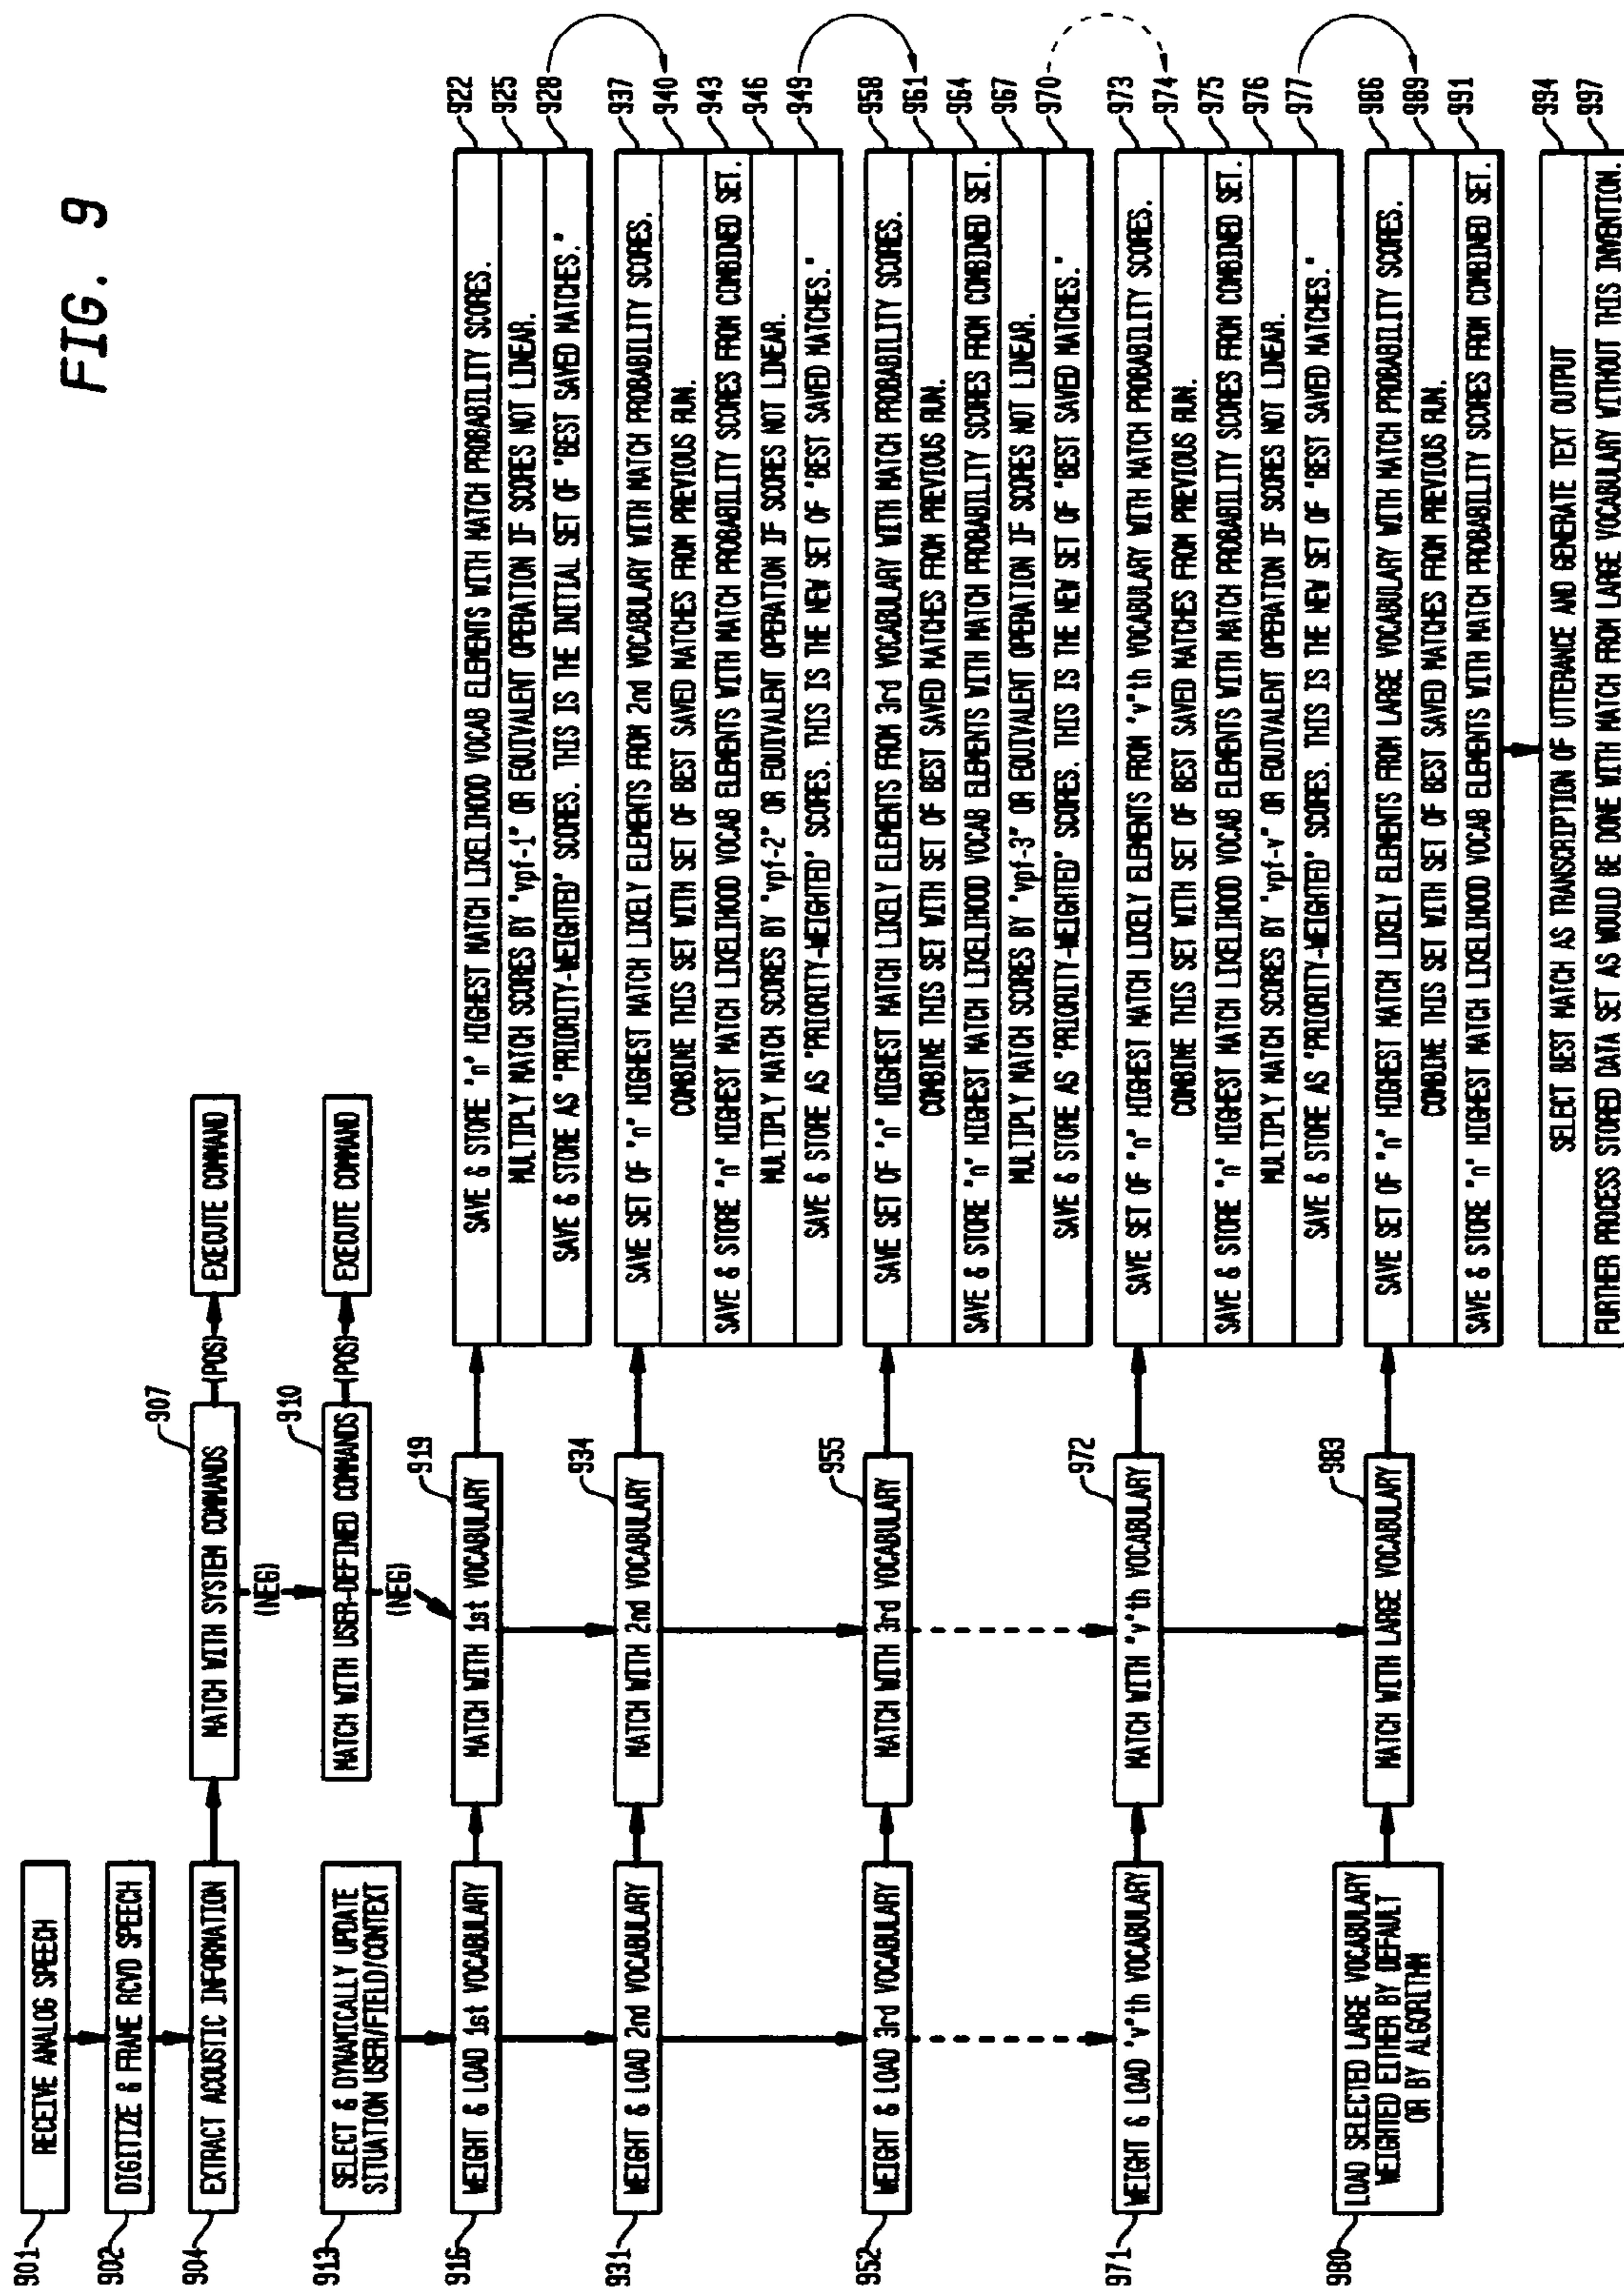 FIG. 9
901
RECEIVE ANALOG SPEECH
902
DIGITIZE & FRAME RCVD SPEECH
904
EXTRACT ACOUSTIC INFORMATION
907
MATCH WITH SYSTEM COMMANDS
(POS)
EXECUTE COMMAND
(NEG)
910
MATCH WITH USER-DEFINED COMMANDS
(POS)
EXECUTE COMMAND
(NEG)
913
SELECT & DYNAMICALLY UPDATE
SITUATION USER/FIELD/CONTEXT
916
WEIGHT & LOAD 1st VOCABULARY
919
MATCH WITH 1st VOCABULARY
SAVE & STORE "n" HIGHEST MATCH LIKELIHOOD VOCAB ELEMENTS WITH MATCH PROBABILITY SCORES.
922
MULTIPLY MATCH SCORES BY "vpf-1" OR EQUIVALENT OPERATION IF SCORES NOT LINEAR.
925
SAVE & STORE AS "PRIORITY-WEIGHTED" SCORES. THIS IS THE INITIAL SET OF "BEST SAVED MATCHES."
928
931
WEIGHT & LOAD 2nd VOCABULARY
934
MATCH WITH 2nd VOCABULARY
SAVE SET OF "n" HIGHEST MATCH LIKELY ELEMENTS FROM 2nd VOCABULARY WITH MATCH PROBABILITY SCORES.
937
COMBINE THIS SET WITH SET OF BEST SAVED MATCHES FROM PREVIOUS RUN.
940
SAVE & STORE "n" HIGHEST MATCH LIKELIHOOD VOCAB ELEMENTS WITH MATCH PROBABILITY SCORES FROM COMBINED SET.
943
MULTIPLY MATCH SCORES BY "vpf-2" OR EQUIVALENT OPERATION IF SCORES NOT LINEAR.
946
SAVE & STORE AS "PRIORITY-WEIGHTED" SCORES. THIS IS THE NEW SET OF "BEST SAVED MATCHES."
949
952
WEIGHT & LOAD 3rd VOCABULARY
955
MATCH WITH 3rd VOCABULARY
SAVE SET OF "n" HIGHEST MATCH LIKELY ELEMENTS FROM 3rd VOCABULARY WITH MATCH PROBABILITY SCORES.
958
COMBINE THIS SET WITH SET OF BEST SAVED MATCHES FROM PREVIOUS RUN.
961
SAVE & STORE "n" HIGHEST MATCH LIKELIHOOD VOCAB ELEMENTS WITH MATCH PROBABILITY SCORES FROM COMBINED SET.
964
MULTIPLY MATCH SCORES BY "vpf-3" OR EQUIVALENT OPERATION IF SCORES NOT LINEAR.
967
SAVE & STORE AS "PRIORITY-WEIGHTED" SCORES. THIS IS THE NEW SET OF "BEST SAVED MATCHES."
970
971
WEIGHT & LOAD "v"th VOCABULARY
972
MATCH WITH "v"th VOCABULARY
SAVE SET OF "n" HIGHEST MATCH LIKELY ELEMENTS FROM "v"th VOCABULARY WITH MATCH PROBABILITY SCORES.
973
COMBINE THIS SET WITH SET OF BEST SAVED MATCHES FROM PREVIOUS RUN.
974
SAVE & STORE "n" HIGHEST MATCH LIKELIHOOD VOCAB ELEMENTS WITH MATCH PROBABILITY SCORES FROM COMBINED SET.
975
MULTIPLY MATCH SCORES BY "vpf-v" OR EQUIVALENT OPERATION IF SCORES NOT LINEAR.
976
SAVE & STORE AS "PRIORITY-WEIGHTED" SCORES. THIS IS THE NEW SET OF "BEST SAVED MATCHES."
977
980
LOAD SELECTED LARGE VOCABULARY
WEIGHTED EITHER BY DEFAULT
OR BY ALGORITHM
983
MATCH WITH LARGE VOCABULARY
SAVE SET OF "n" HIGHEST MATCH LIKELY ELEMENTS FROM LARGE VOCABULARY WITH MATCH PROBABILITY SCORES.
986
COMBINE THIS SET WITH SET OF BEST SAVED MATCHES FROM PREVIOUS RUN.
989
SAVE & STORE "n" HIGHEST MATCH LIKELIHOOD VOCAB ELEMENTS WITH MATCH PROBABILITY SCORES FROM COMBINED SET.
991
SELECT BEST MATCH AS TRANSCRIPTION OF UTTERANCE AND GENERATE TEXT OUTPUT
994
FURTHER PROCESS STORED DATA SET AS WOULD BE DONE WITH MATCH FROM LARGE VOCABULARY WITHOUT THIS INVENTION.
997